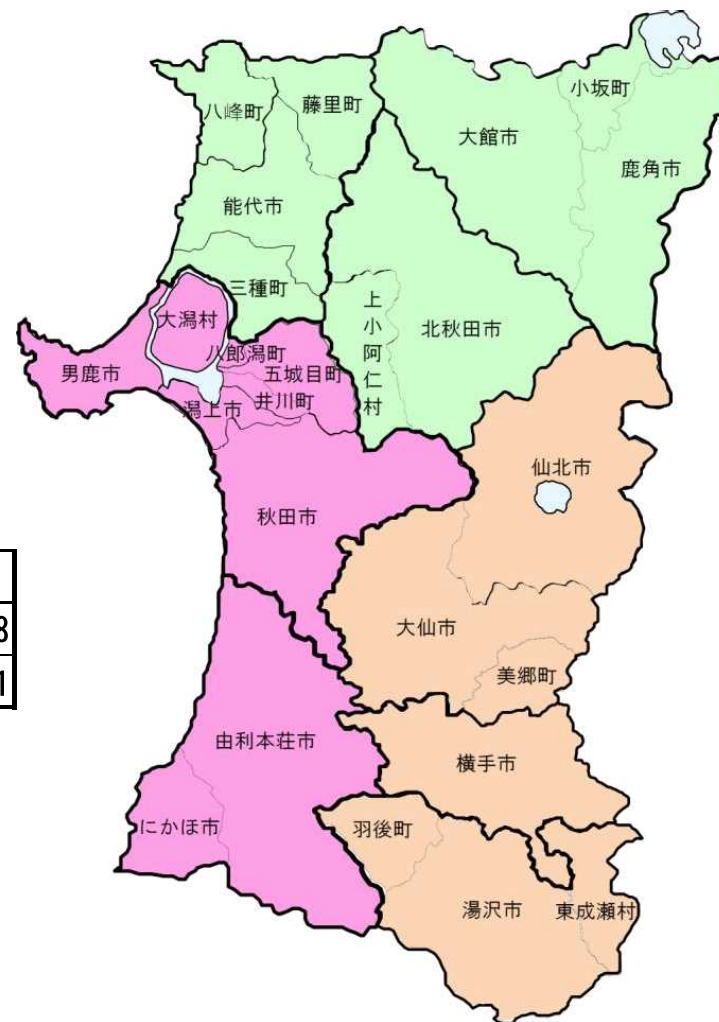 小坂町
八峰町
藤里町
大館市
鹿角市
能代市
三種町
大潟村
上小阿仁村
北秋田市
八郎潟町
男鹿市
五城目町
井川町
潟上市
仙北市
秋田市
大仙市
8
美郷町
1
由利本荘市
横手市
にかほ市
羽後町
湯沢市
東成瀬村